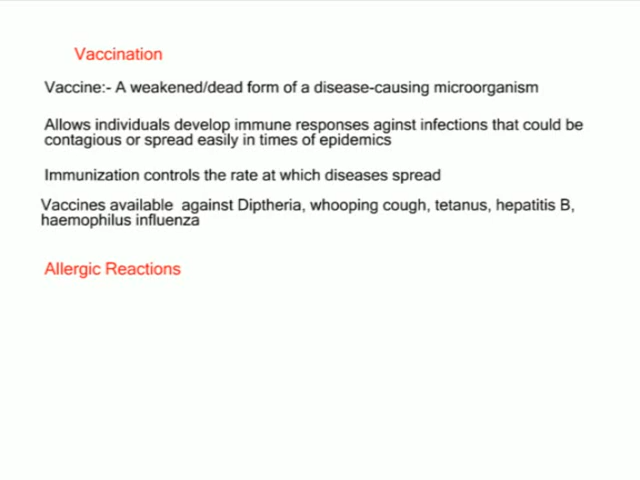 Vaccination
Vaccine:- A weakened/dead form of a disease-causing microorganism
Allows individuals develop immune responses aginst infections that could be
contagious or spread easily in times of epidemics
Immunization controls the rate at which diseases spread
Vaccines available  against Diptheria, whooping cough, tetanus, hepatitis B,
haemophilus influenza
Allergic Reactions